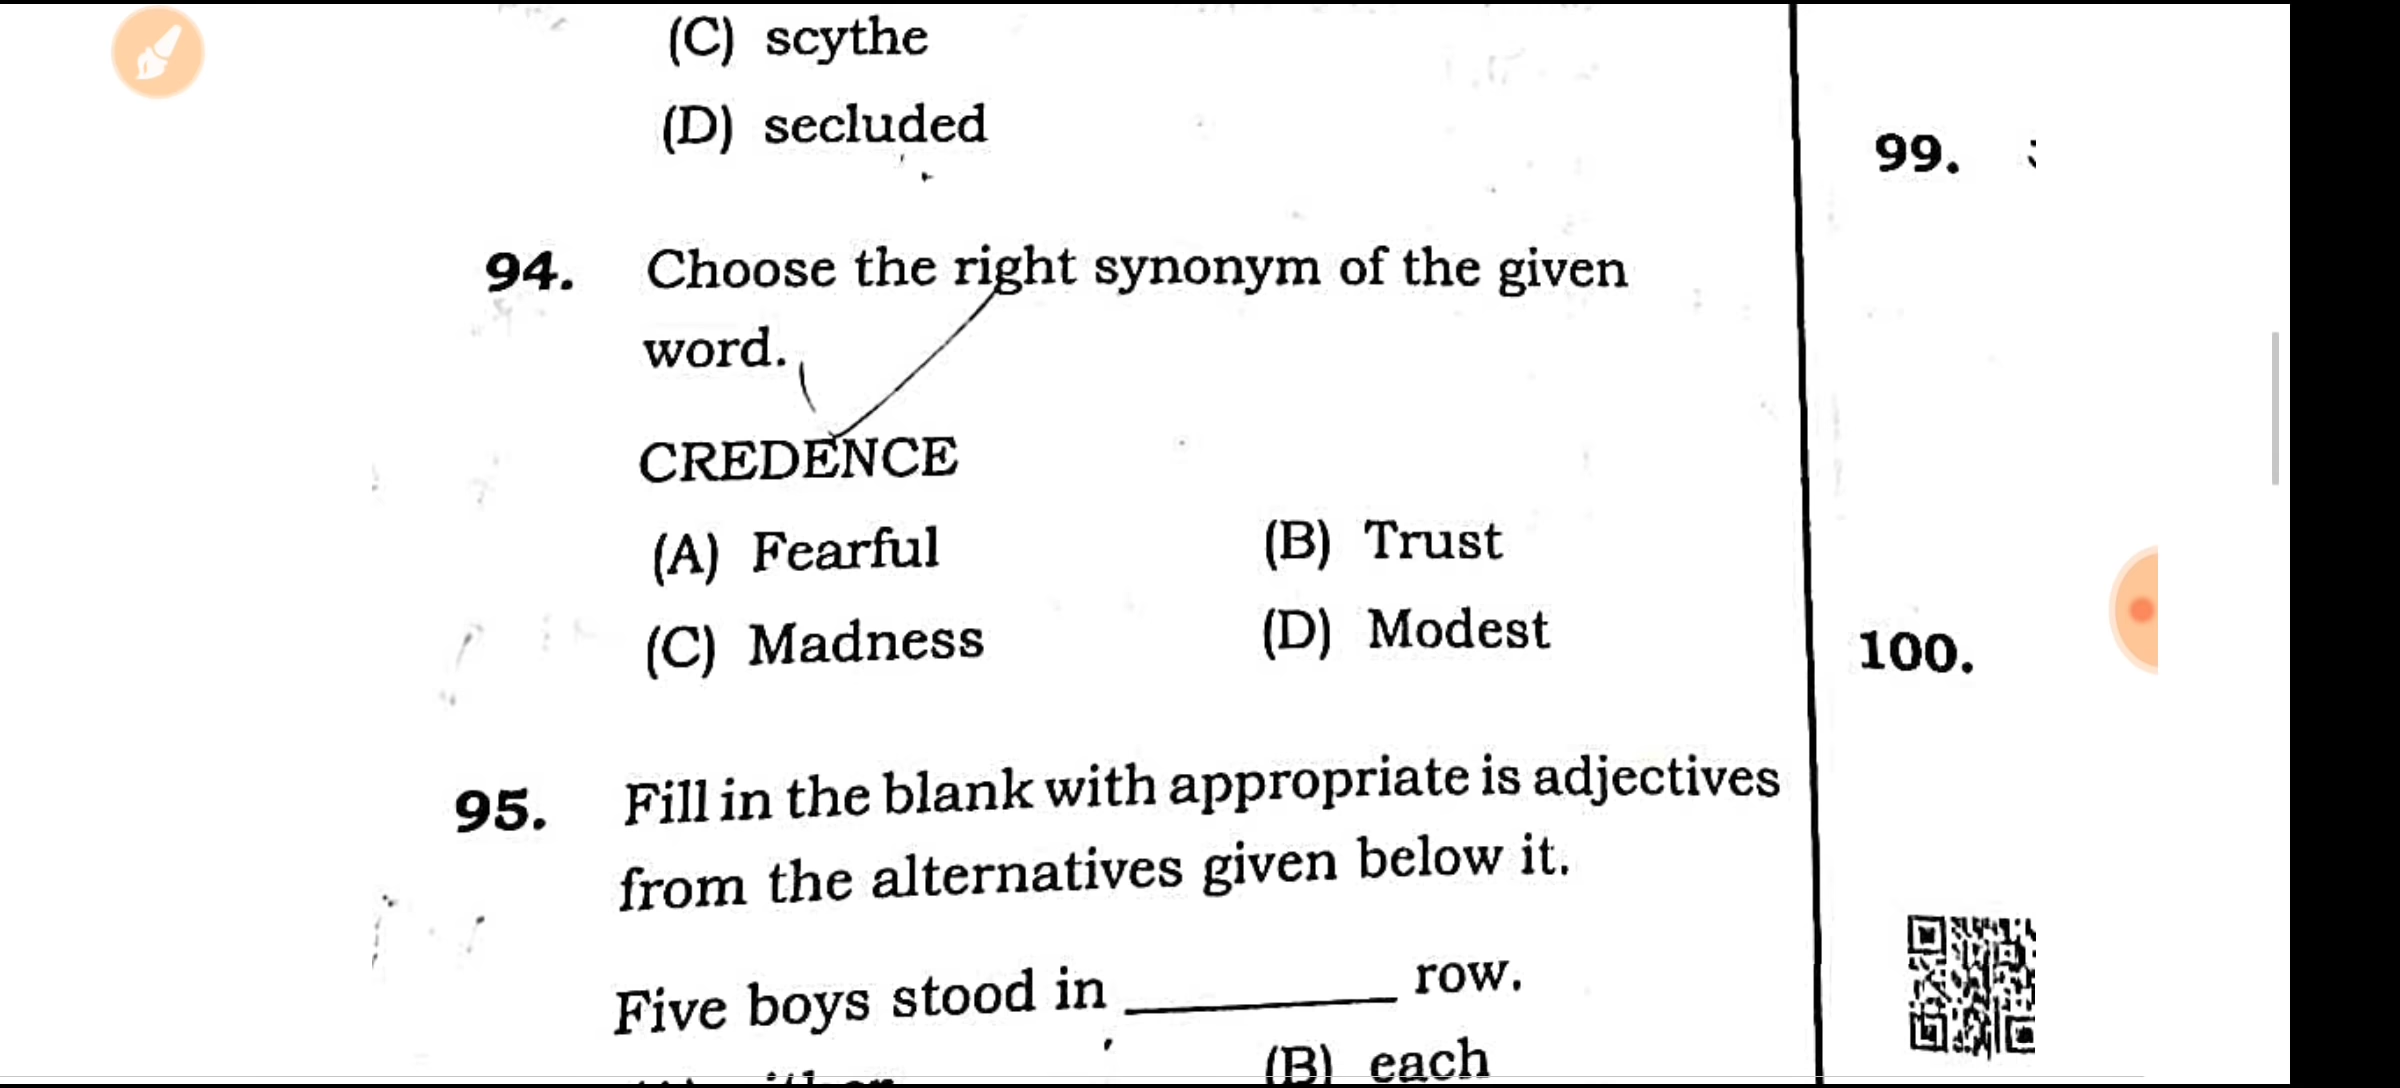 (C) scythe
(D) secluded
94. Choose the right synonym of the given
word.
CREDENCE
(A) Fearful (B) Trust
(C) Madness (D) Modest
95. Fill in the blank with appropriate is adjectives
from the alternatives given below it.
Five boys stood in ________ row.
(B) each
99.
100.